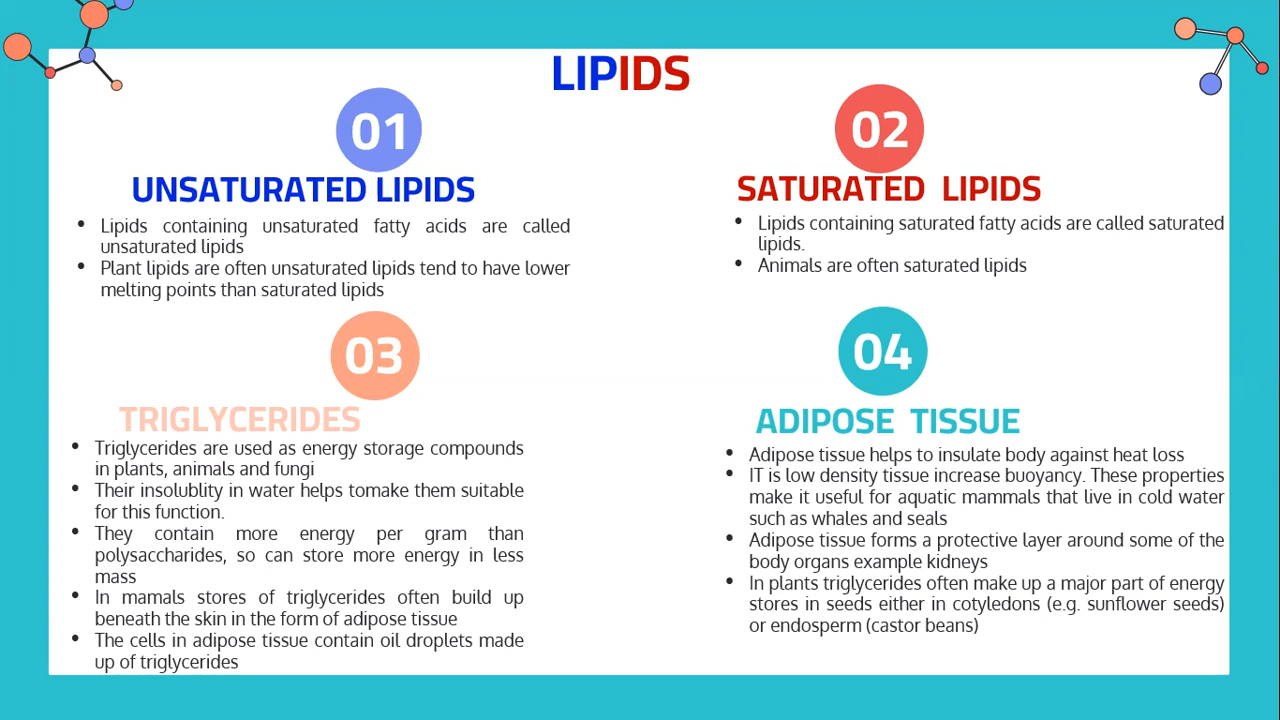 LIPIDS
01
UNSATURATED LIPIDS
• Lipids containing unsaturated fatty acids are called
unsaturated lipids
• Plant lipids are often unsaturated lipids tend to have lower
melting points than saturated lipids
02
SATURATED LIPIDS
• Lipids containing saturated fatty acids are called saturated
lipids.
• Animals are often saturated lipids
03
TRIGLYCERIDES
• Triglycerides are used as energy storage compounds
in plants, animals and fungi
• Their insolublity in water helps tomake them suitable
for this function.
• They contain more energy per gram than
polysaccharides, so can store more energy in less
mass
• In mamals stores of triglycerides often build up
beneath the skin in the form of adipose tissue
• The cells in adipose tissue contain oil droplets made
up of triglycerides
04
ADIPOSE TISSUE
• Adipose tissue helps to insulate body against heat loss
• IT is low density tissue increase buoyancy. These properties
make it useful for aquatic mammals that live in cold water
such as whales and seals
• Adipose tissue forms a protective layer around some of the
body organs example kidneys
• In plants triglycerides often make up a major part of energy
stores in seeds either in cotyledons (e.g. sunflower seeds)
or endosperm (castor beans)